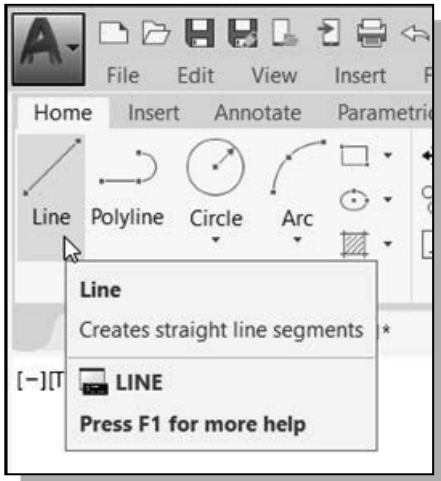 A
File Edit View Insert F
Home Insert Annotate Parametric
Line Polyline Circle Arc
Line
Creates straight line segments
*
[-][T
LINE
Press F1 for more help